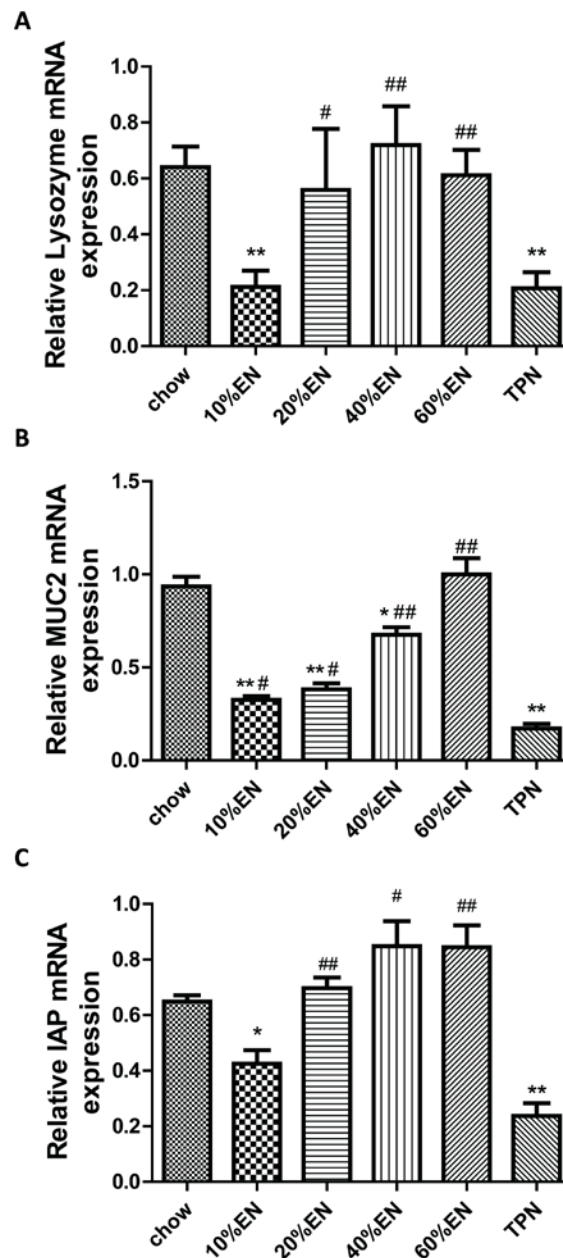 A
Relative Lysozyme mRNA
expression
1.0
0.8
0.6
0.4
0.2
0.0
**
#
##
##
**
chow
10%EN
20%EN
40%EN
60%EN
TPN
B
Relative MUC2 mRNA
expression
1.5
1.0
0.5
0.0
** #
** #
* ##
##
**
chow
10%EN
20%EN
40%EN
60%EN
TPN
C
Relative IAP mRNA
expression
1.0
0.8
0.6
0.4
0.2
0.0
*
##
#
##
**
chow
10%EN
20%EN
40%EN
60%EN
TPN